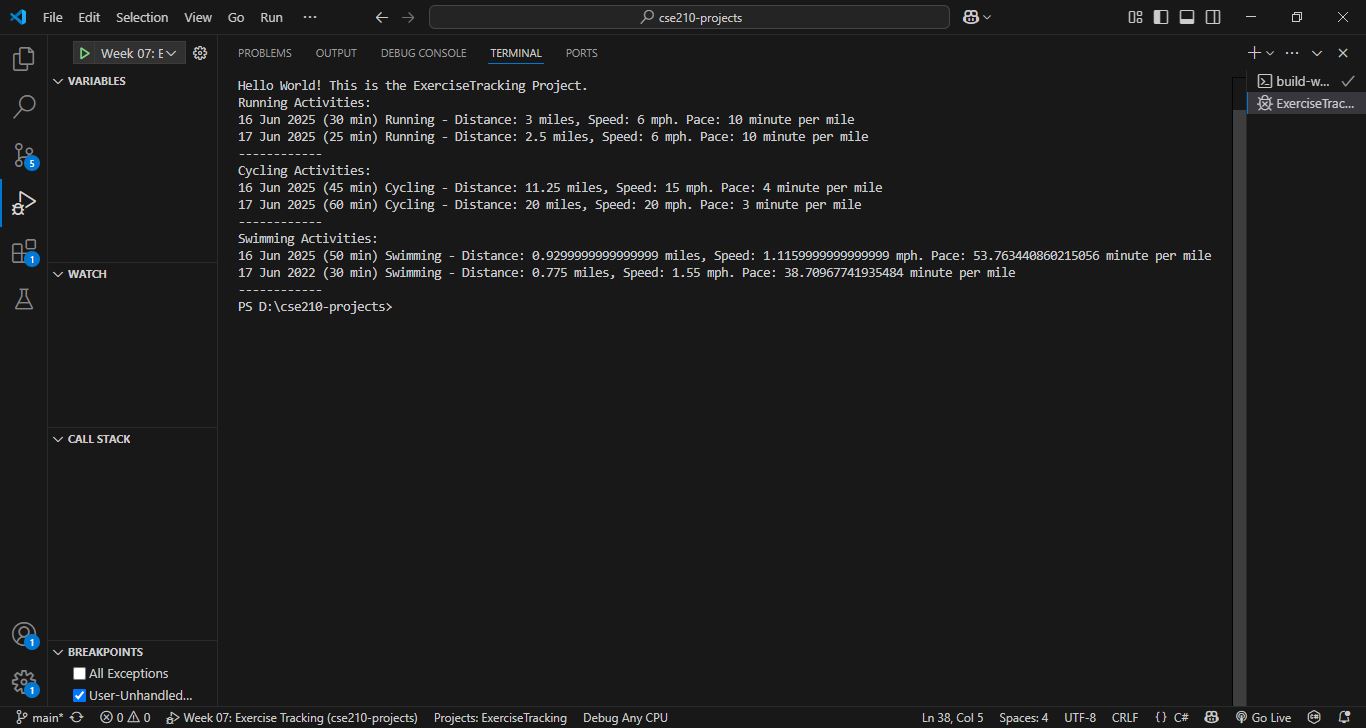 File Edit Selection View Go Run ··· cse210-projects
Week 07: E
PROBLEMS OUTPUT DEBUG CONSOLE TERMINAL PORTS
VARIABLES
WATCH
CALL STACK
BREAKPOINTS
All Exceptions
User-Unhandled...
5
1
1
1
Hello World! This is the ExerciseTracking Project.
Running Activities:
16 Jun 2025 (30 min) Running - Distance: 3 miles, Speed: 6 mph. Pace: 10 minute per mile
17 Jun 2025 (25 min) Running - Distance: 2.5 miles, Speed: 6 mph. Pace: 10 minute per mile
------------
Cycling Activities:
16 Jun 2025 (45 min) Cycling - Distance: 11.25 miles, Speed: 15 mph. Pace: 4 minute per mile
17 Jun 2025 (60 min) Cycling - Distance: 20 miles, Speed: 20 mph. Pace: 3 minute per mile
------------
Swimming Activities:
16 Jun 2025 (50 min) Swimming - Distance: 0.9299999999999999 miles, Speed: 1.1159999999999999 mph. Pace: 53.763440860215056 minute per mile
17 Jun 2022 (30 min) Swimming - Distance: 0.775 miles, Speed: 1.55 mph. Pace: 38.70967741935484 minute per mile
------------
PS D:\cse210-projects>
build-w...
ExerciseTrac...
main* 0 0 Week 07: Exercise Tracking (cse210-projects) Projects: ExerciseTracking Debug Any CPU Ln 38, Col 5 Spaces: 4 UTF-8 CRLF {} C# Go Live